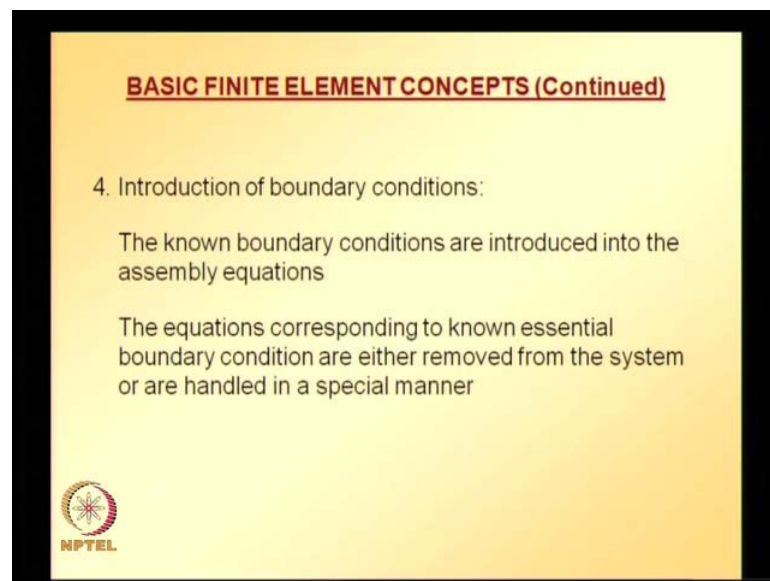 BASIC FINITE ELEMENT CONCEPTS (Continued)
4. Introduction of boundary conditions:
The known boundary conditions are introduced into the
assembly equations
The equations corresponding to known essential
boundary condition are either removed from the system
or are handled in a special manner
NPTEL